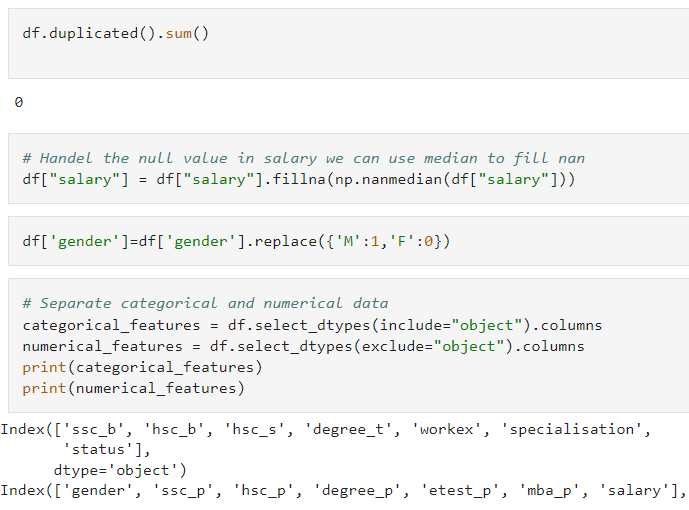 df.duplicated().sum()
0
# Handel the null value in salary we can use median to fill nan
df["salary"] = df["salary"].fillna(np.nanmedian(df["salary"]))
df['gender']=df['gender'].replace({'M':1,'F':0})
# Separate categorical and numerical data
categorical_features = df.select_dtypes(include="object").columns
numerical_features = df.select_dtypes(exclude="object").columns
print(categorical_features)
print(numerical_features)
Index(['ssc_b', 'hsc_b', 'hsc_s', 'degree_t', 'workex', 'specialisation',
'status'],
dtype='object')
Index(['gender', 'ssc_p', 'hsc_p', 'degree_p', 'etest_p', 'mba_p', 'salary'],